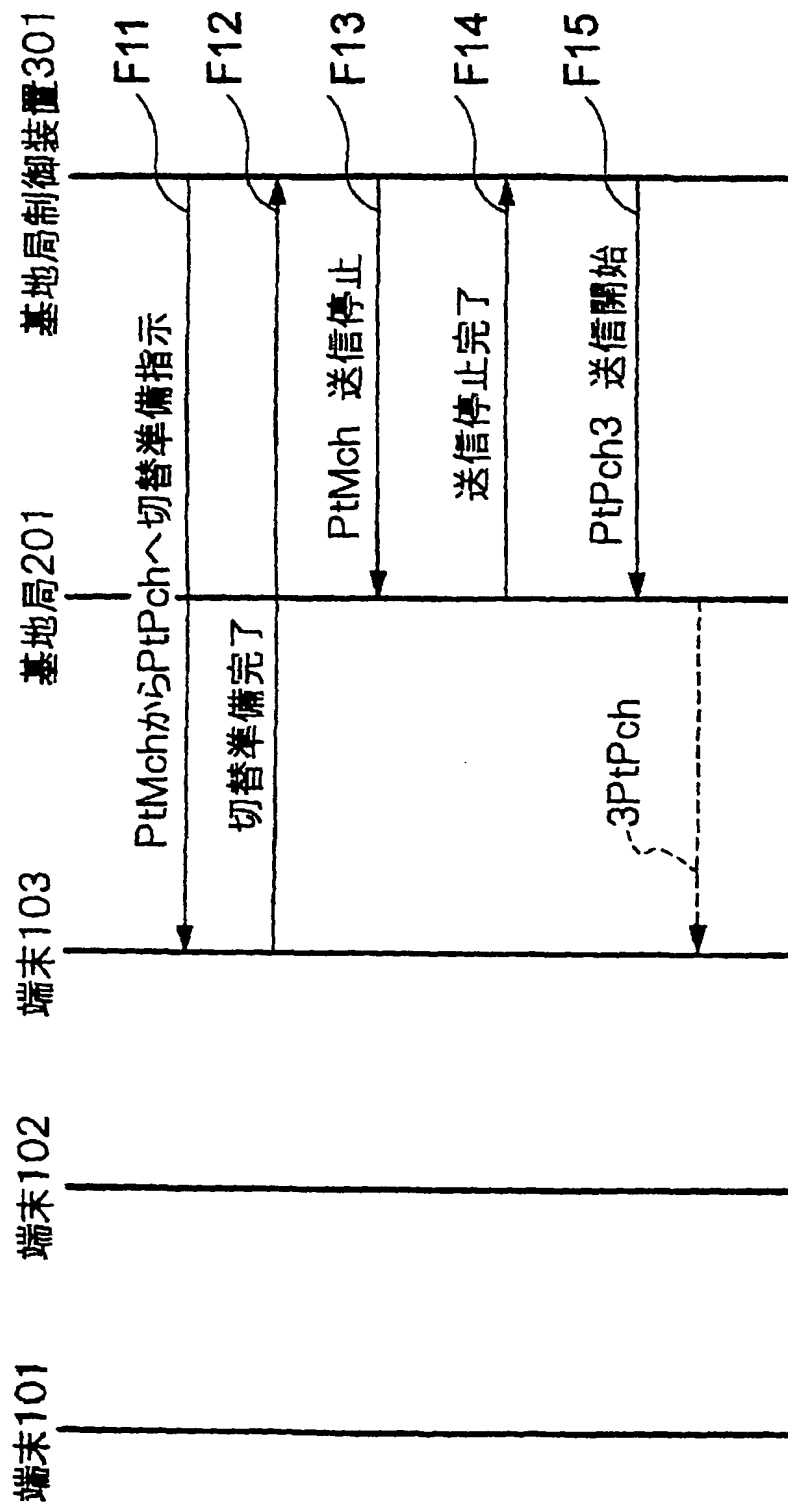 端末101
端末102
端末103
基地局201
基地局制御装置301
PtMchからPtPchへ切替準備指示
F11
切替準備完了
F12
PtMch 送信停止
F13
送信停止完了
F14
PtPch3 送信開始
F15
3PtPch